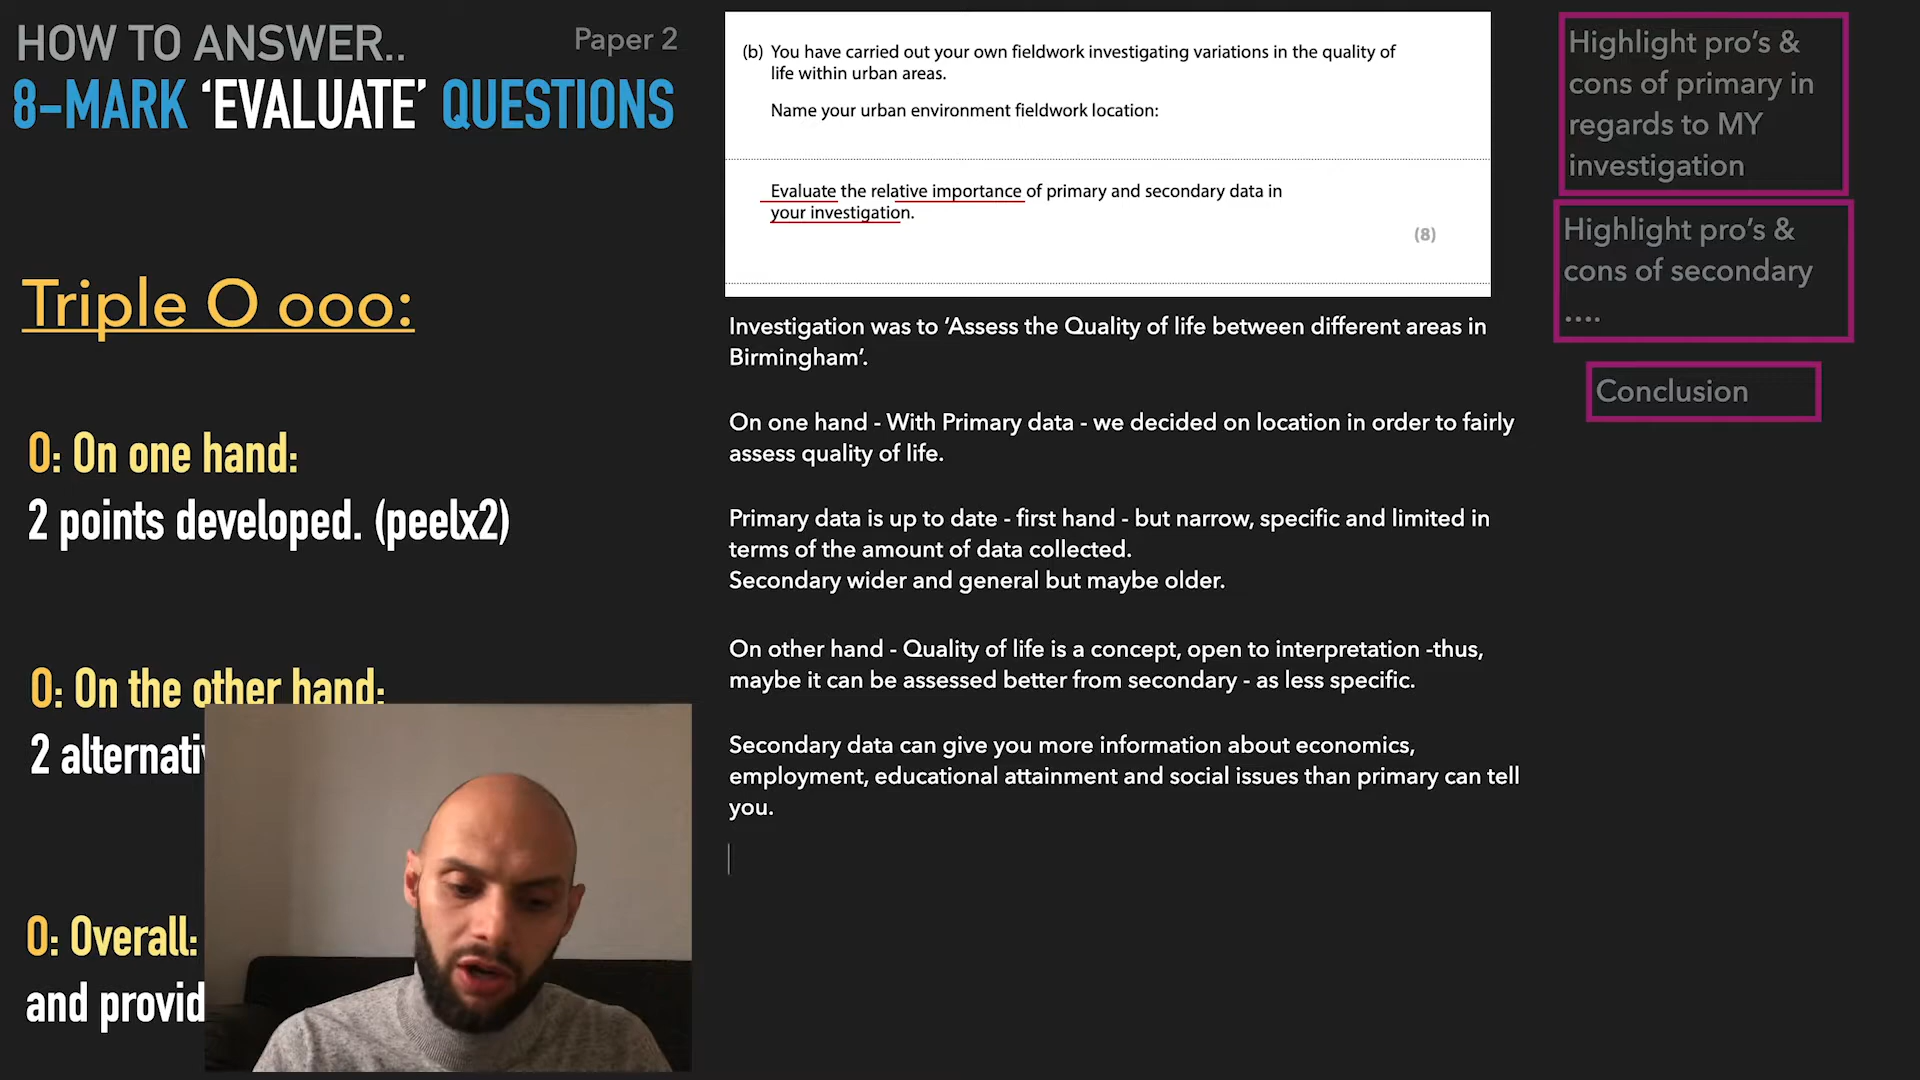 HOW TO ANSWER..
Paper 2
8-MARK ‘EVALUATE’ QUESTIONS
Triple O ooo:
O: On one hand:
2 points developed. (peelx2)
O: On the other hand:
2
O: Overall:
and
(b) You have carried out your own fieldwork investigating variations in the quality of
life within urban areas.
Name your urban environment fieldwork location:
Evaluate the relative importance of primary and secondary data in
your investigation.
(8)
Investigation was to ‘Assess the Quality of life between different areas in
Birmingham’.
On one hand - With Primary data - we decided on location in order to fairly
assess quality of life.
Primary data is up to date - first hand - but narrow, specific and limited in
terms of the amount of data collected.
Secondary wider and general but maybe older.
On other hand - Quality of life is a concept, open to interpretation -thus,
maybe it can be assessed better from secondary - as less specific.
Secondary data can give you more information about economics,
employment, educational attainment and social issues than primary can tell
you.
Highlight pro’s &
cons of primary in
regards to MY
investigation
Highlight pro’s &
cons of secondary
....
Conclusion